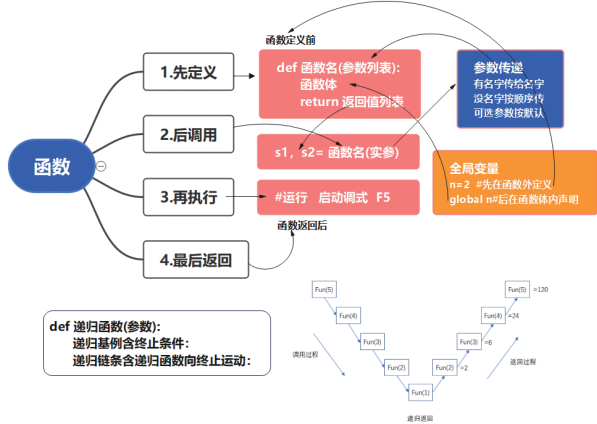 函数定义前
函数
1.先定义
def 函数名(参数列表):
函数体
return 返回值列表
参数传递
有名字传给名字
没名字按顺序传
可选参数按默认
2.后调用
s1，s2= 函数名(实参)
全局变量
n=2 #先在函数外定义
global n#后在函数体内声明
3.再执行
#运行 启动调式 F5
函数返回后
4.最后返回
def 递归函数(参数):
递归基例含终止条件:
递归链条含递归函数向终止运动:
Fun(5)
Fun(4)
Fun(3)
Fun(2)
Fun(1)
Fun(2) =2
Fun(3) =6
Fun(4) =24
Fun(5) =120
调用过程
返回过程
递归返回